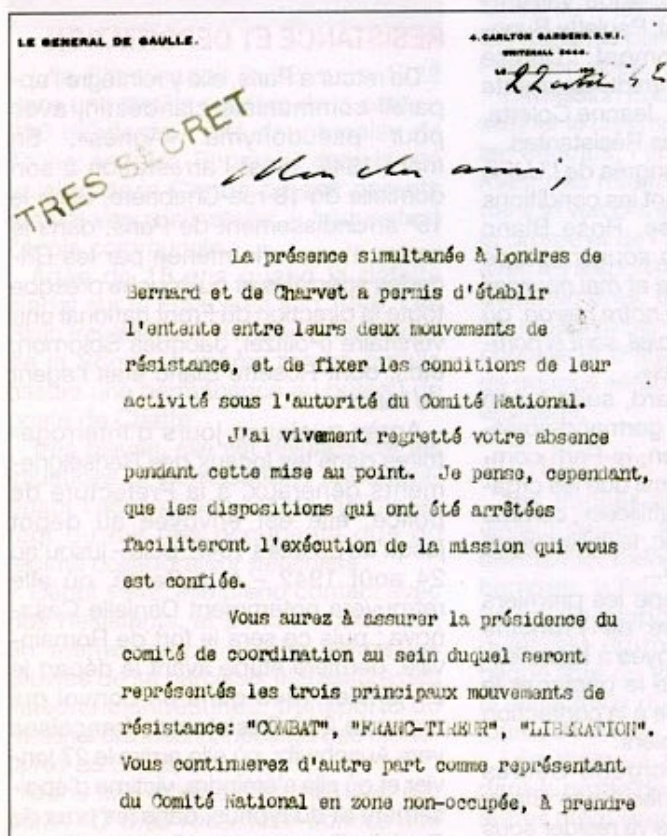 LE GENERAL DE GAULLE.
4, CARLTON GARDENS, S.W.1.
WHITEHALL
TRES SECRET
Mon cher ami,
La présence simultanée à Londres de
Bernard et de Charvet a permis d'établir
l'entente entre leurs deux mouvements de
résistance, et de fixer les conditions de leur
activité sous l'autorité du Comité National.
J'ai vivement regretté votre absence
pendant cette mise au point. Je pense, cependant,
que les dispositions qui ont été arrêtées
faciliteront l'exécution de la mission qui vous
est confiée.
Vous aurez à assurer la présidence du
comité de coordination au sein duquel seront
représentés les trois principaux mouvements de
résistance: "COMBAT", "FRANC-TIREUR", "LIBERATION".
Vous continuerez d'autre part comme représentant
du Comité National en zone non-occupée, à prendre